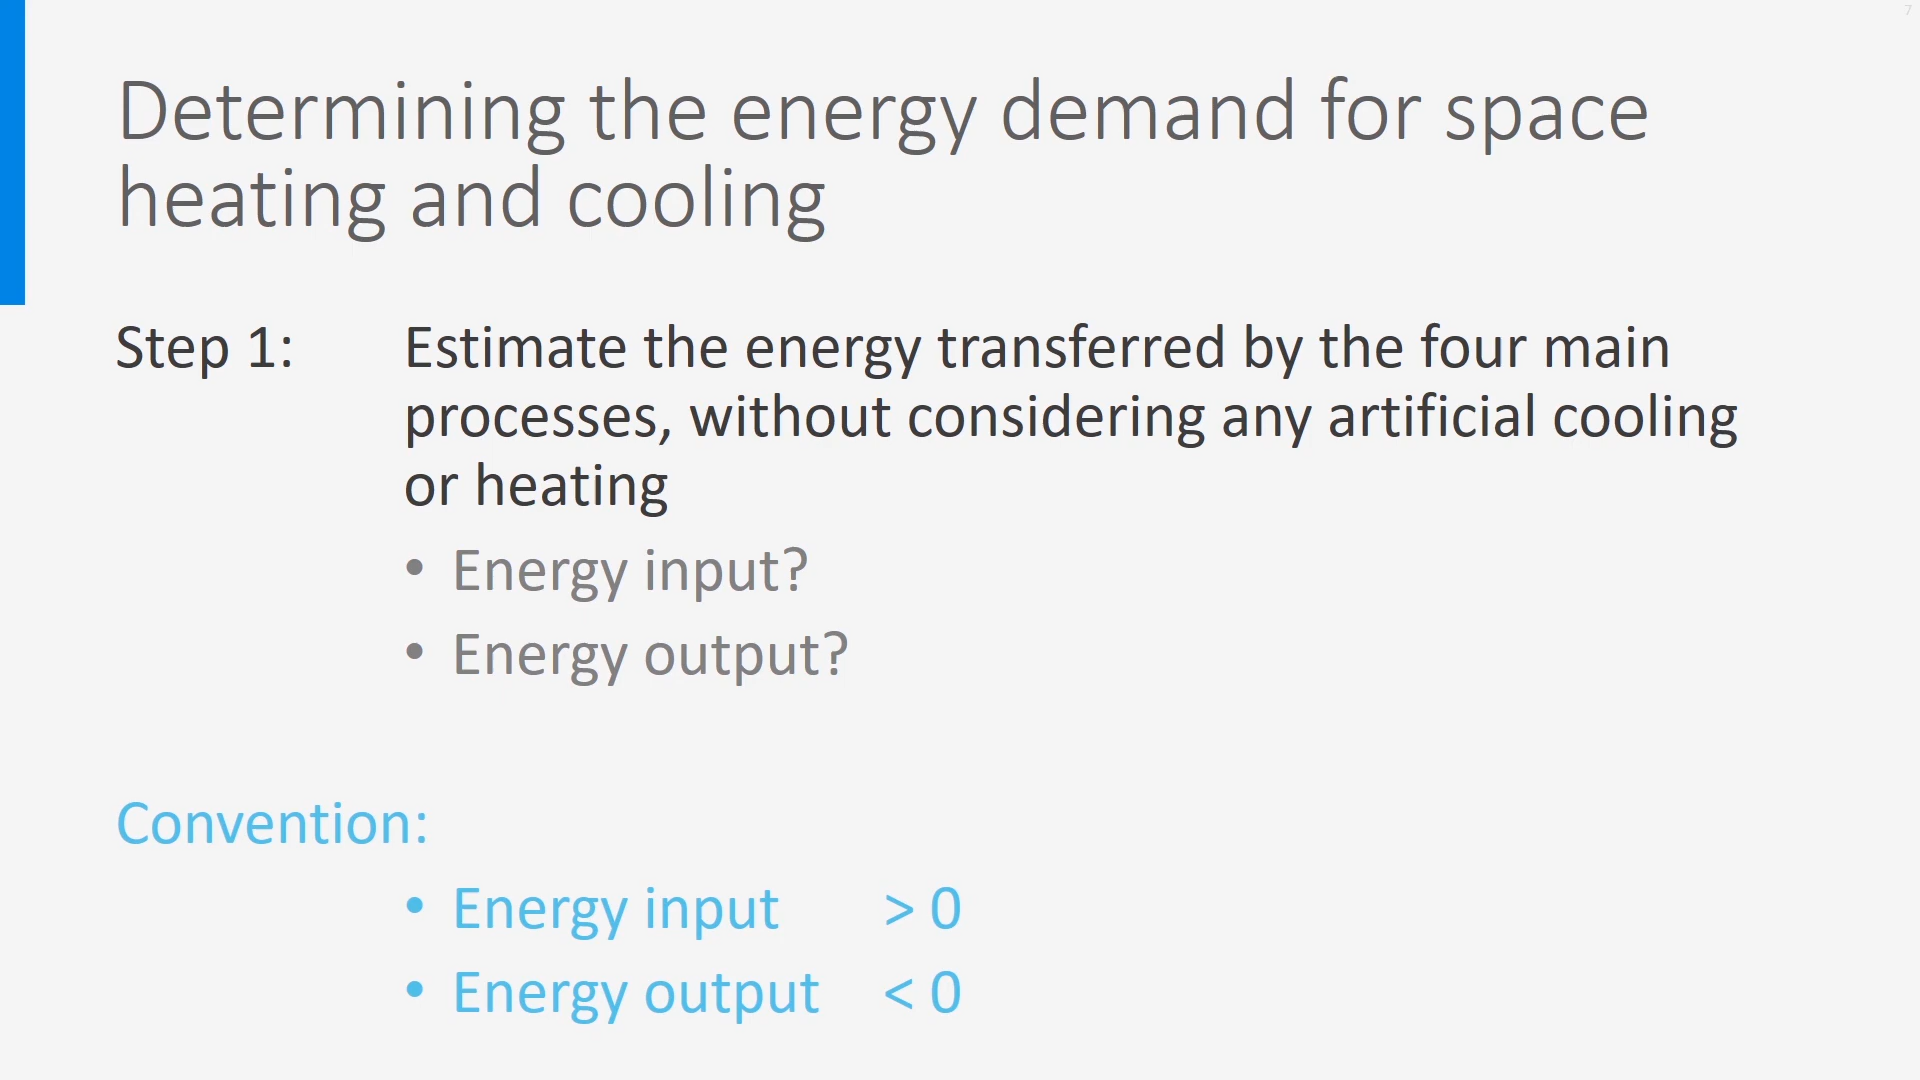 7
Determining the energy demand for space
heating and cooling
Step 1: Estimate the energy transferred by the four main
processes, without considering any artificial cooling
or heating
• Energy input?
• Energy output?
Convention:
• Energy input > 0
• Energy output < 0